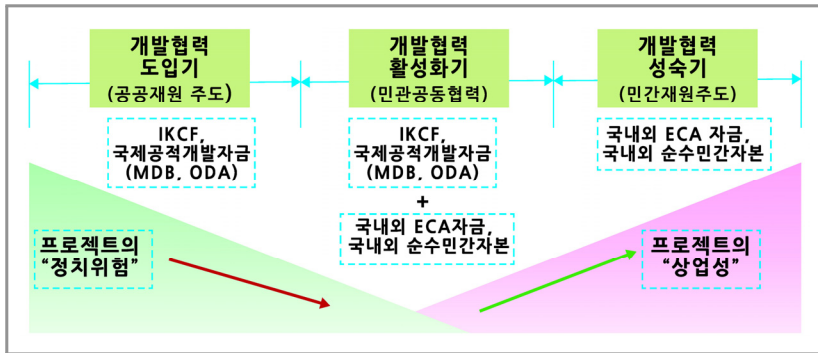 개발협력
도입기
(공공재원 주도)
개발협력
활성화기
(민관공동협력)
개발협력
성숙기
(민간재원주도)
IKCF,
국제공적개발자금
(MDB, ODA)
IKCF,
국제공적개발자금
(MDB, ODA)
+
국내외 ECA자금,
국내외 순수민간자본
국내외 ECA 자금,
국내외 순수민간자본
프로젝트의
“정치위험”
프로젝트의
“상업성”